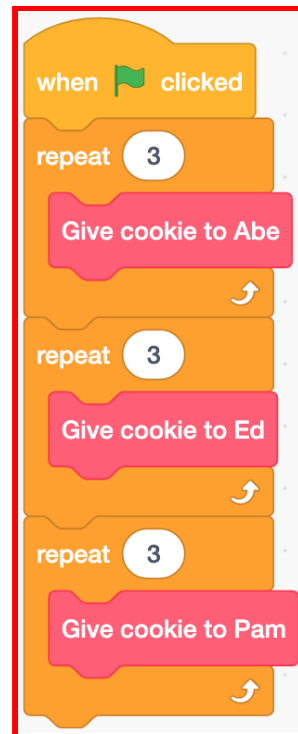 when clicked
repeat 3
Give cookie to Abe
repeat 3
Give cookie to Ed
repeat 3
Give cookie to Pam